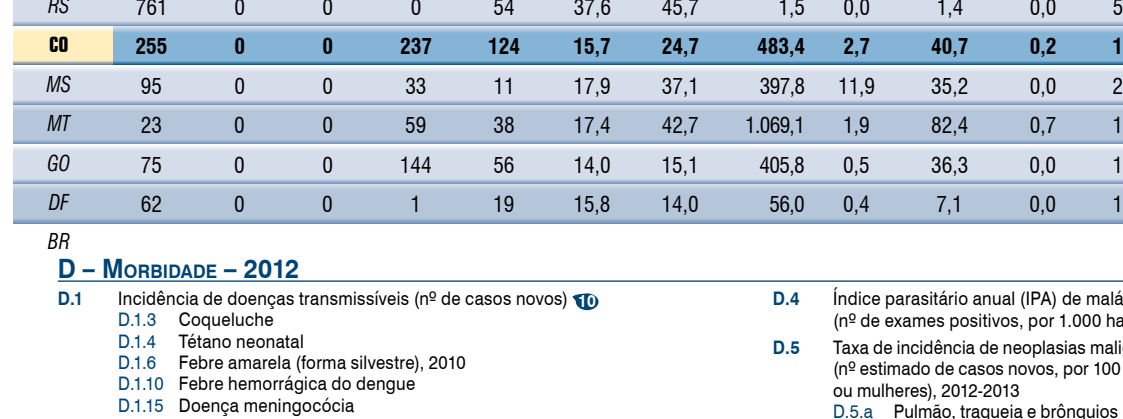 RS 761 0 0 0 54 37,6 45,7 1,5 0,0 1,4 0,0 5
CO 255 0 0 237 124 15,7 24,7 483,4 2,7 40,7 0,2 1
MS 95 0 0 33 11 17,9 37,1 397,8 11,9 35,2 0,0 2
MT 23 0 0 59 38 17,4 42,7 1.069,1 1,9 82,4 0,7 1
GO 75 0 0 144 56 14,0 15,1 405,8 0,5 36,3 0,0 1
DF 62 0 0 1 19 15,8 14,0 56,0 0,4 7,1 0,0 1
BR
D – MORBIDADE – 2012
D.1 Incidência de doenças transmissíveis (nº de casos novos) 10
D.1.3 Coqueluche
D.1.4 Tétano neonatal
D.1.6 Febre amarela (forma silvestre), 2010
D.1.10 Febre hemorrágica do dengue
D.1.15 Doença meningocócia
D.4 Índice parasitário anual (IPA) de malá
(nº de exames positivos, por 1.000 ha
D.5 Taxa de incidência de neoplasias mali
(nº estimado de casos novos, por 100
ou mulheres), 2012-2013
D.5.a Pulmão, traqueia e brônquios